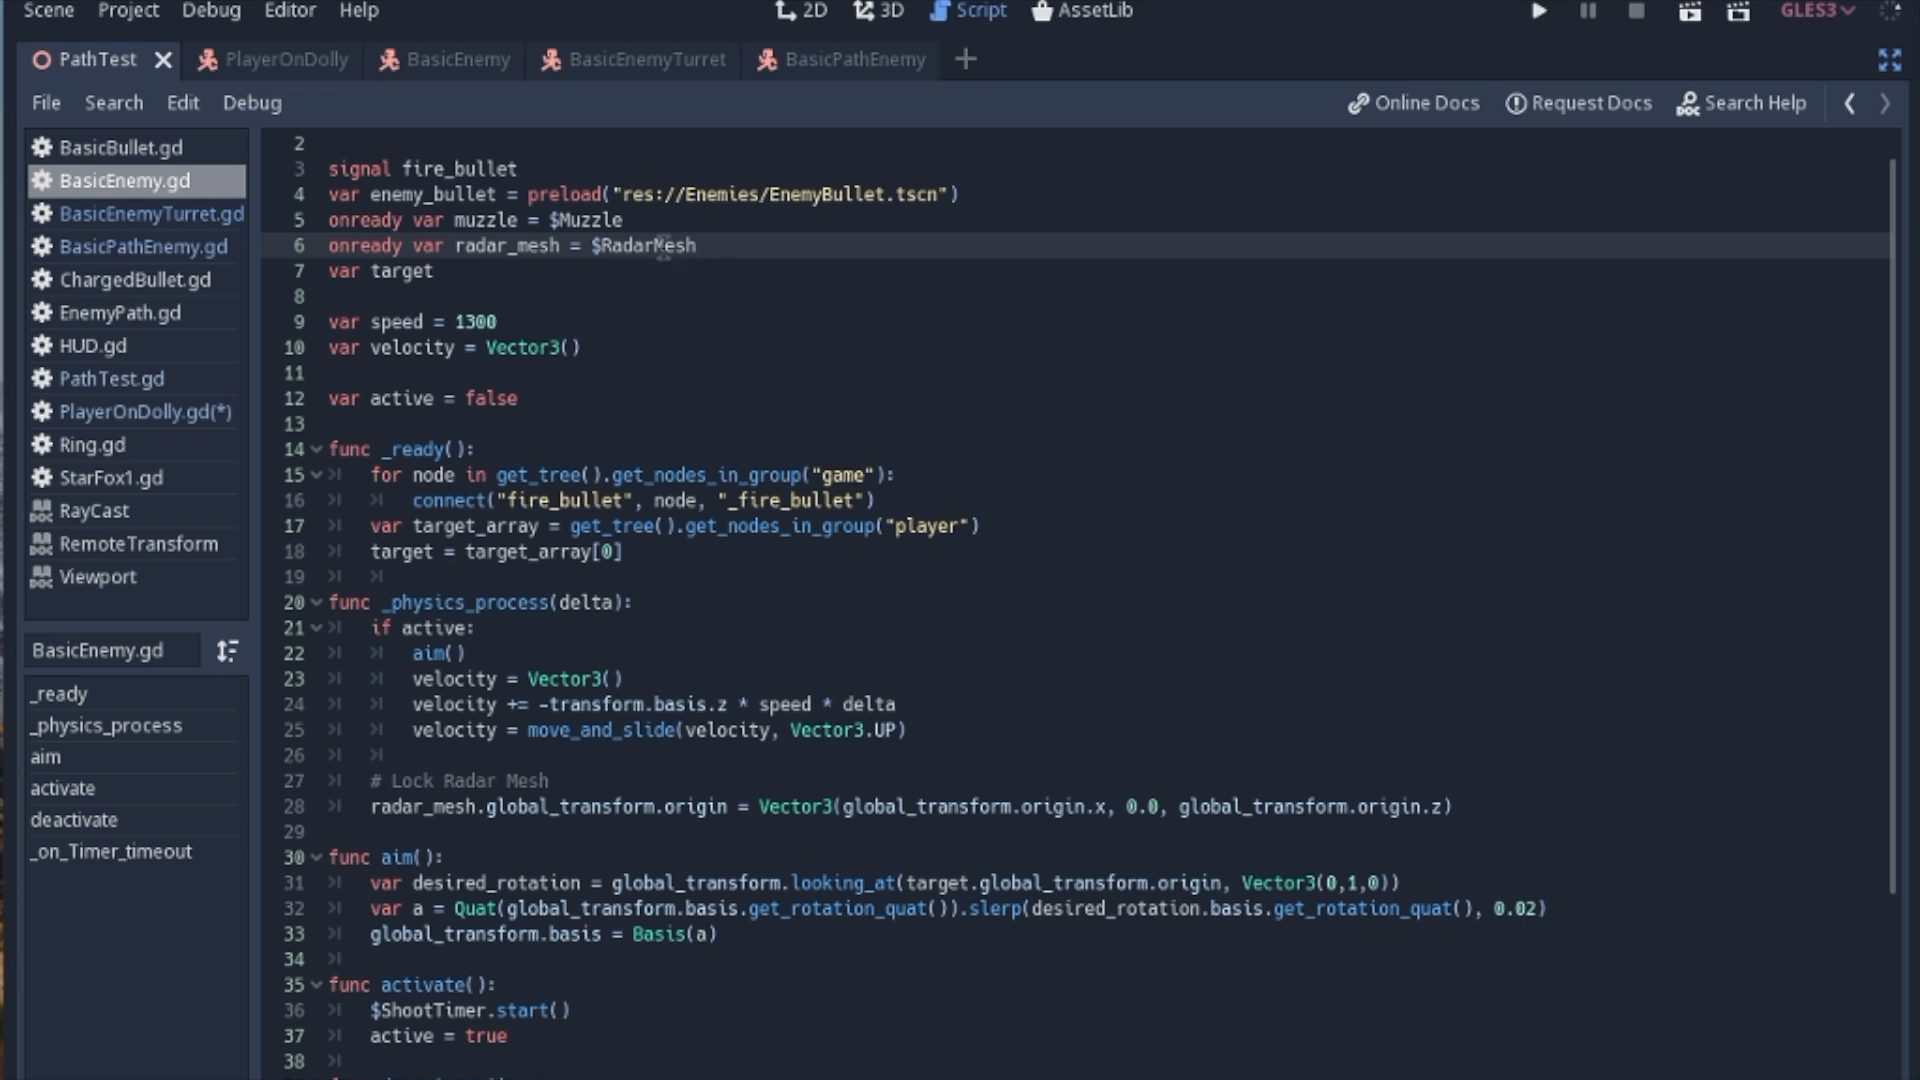 Scene Project Debug Editor Help 2D 3D Script AssetLib GLES3
PathTest PlayerOnDolly BasicEnemy BasicEnemyTurret BasicPathEnemy
File Search Edit Debug Online Docs Request Docs Search Help
BasicBullet.gd
BasicEnemy.gd
BasicEnemyTurret.gd
BasicPathEnemy.gd
ChargedBullet.gd
EnemyPath.gd
HUD.gd
PathTest.gd
PlayerOnDolly.gd(*)
Ring.gd
StarFox1.gd
RayCast
RemoteTransform
Viewport
BasicEnemy.gd
_ready
_physics_process
aim
activate
deactivate
_on_Timer_timeout
2
3 signal fire_bullet
4 var enemy_bullet = preload("res://Enemies/EnemyBullet.tscn")
5 onready var muzzle = $Muzzle
6 onready var radar_mesh = $RadarMesh
7 var target
8
9 var speed = 1300
10 var velocity = Vector3()
11
12 var active = false
13
14 func _ready():
15 for node in get_tree().get_nodes_in_group("game"):
16 connect("fire_bullet", node, "_fire_bullet")
17 var target_array = get_tree().get_nodes_in_group("player")
18 target = target_array[0]
19
20 func _physics_process(delta):
21 if active:
22 aim()
23 velocity = Vector3()
24 velocity += -transform.basis.z * speed * delta
25 velocity = move_and_slide(velocity, Vector3.UP)
26
27 # Lock Radar Mesh
28 radar_mesh.global_transform.origin = Vector3(global_transform.origin.x, 0.0, global_transform.origin.z)
29
30 func aim():
31 var desired_rotation = global_transform.looking_at(target.global_transform.origin, Vector3(0,1,0))
32 var a = Quat(global_transform.basis.get_rotation_quat()).slerp(desired_rotation.basis.get_rotation_quat(), 0.02)
33 global_transform.basis = Basis(a)
34
35 func activate():
36 $ShootTimer.start()
37 active = true
38